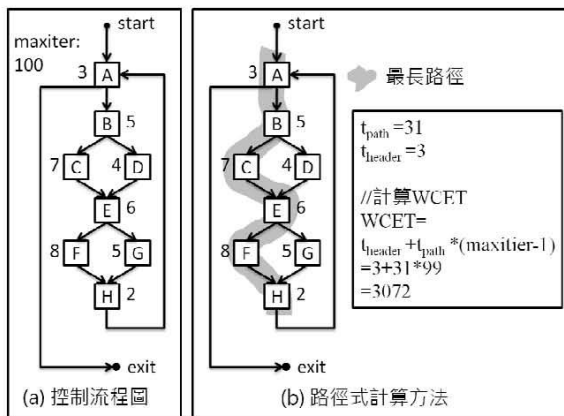 start
maxiter:
100
3
A
B
5
7
C
4
D
E
6
8
F
5
G
H
2
exit
(a) 控制流程圖
start
3
A
最長路徑
B
5
7
C
4
D
E
6
8
F
5
G
H
2
exit
t_path =31
t_header =3
//計算WCET
WCET=
t_header +t_path *(maxitier-1)
=3+31*99
=3072
(b) 路徑式計算方法